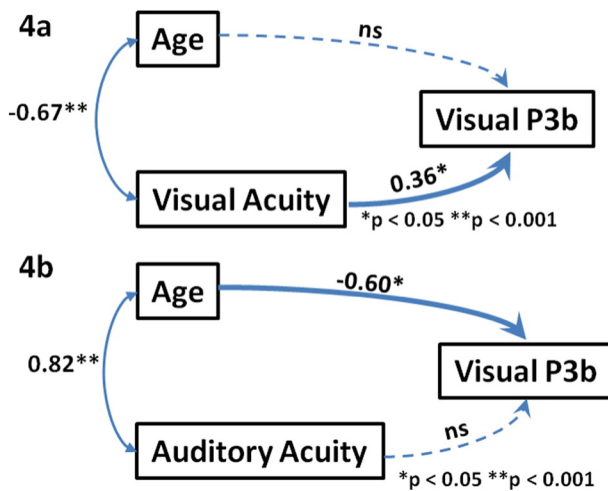 4a
Age
ns
-0.67**
Visual P3b
Visual Acuity
0.36*
*p < 0.05 **p < 0.001
4b
Age
-0.60*
0.82**
Visual P3b
Auditory Acuity
ns
*p < 0.05 **p < 0.001